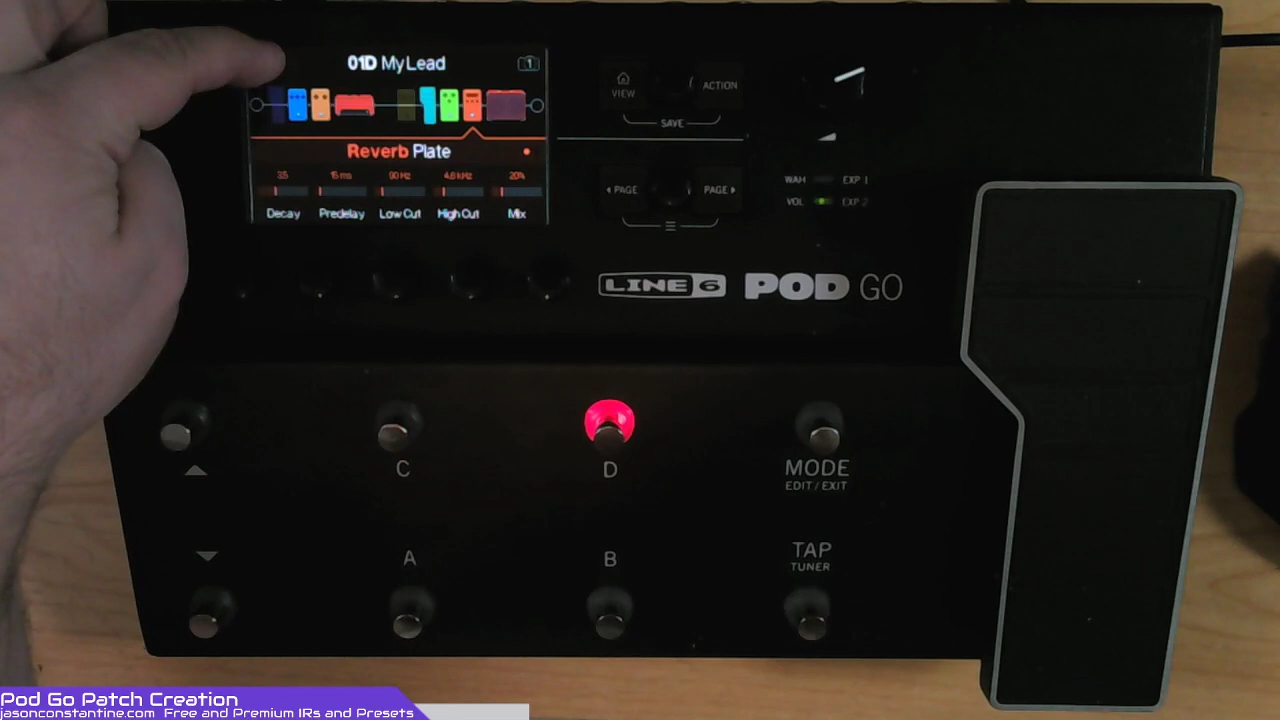 01D MyLead
1
Reverb Plate
3.5 15 ms 90 Hz 4.8 kHz 20%
Decay Predelay Low Cut High Cut Mix
VIEW
ACTION
SAVE
PAGE
PAGE
WAH EXP 1
VOL EXP 2
LINE 6 POD GO
C
D
MODE
EDIT / EXIT
A
B
TAP
TUNER
Pod Go Patch Creation
jasonconstantine.com Free and Premium IRs and Presets